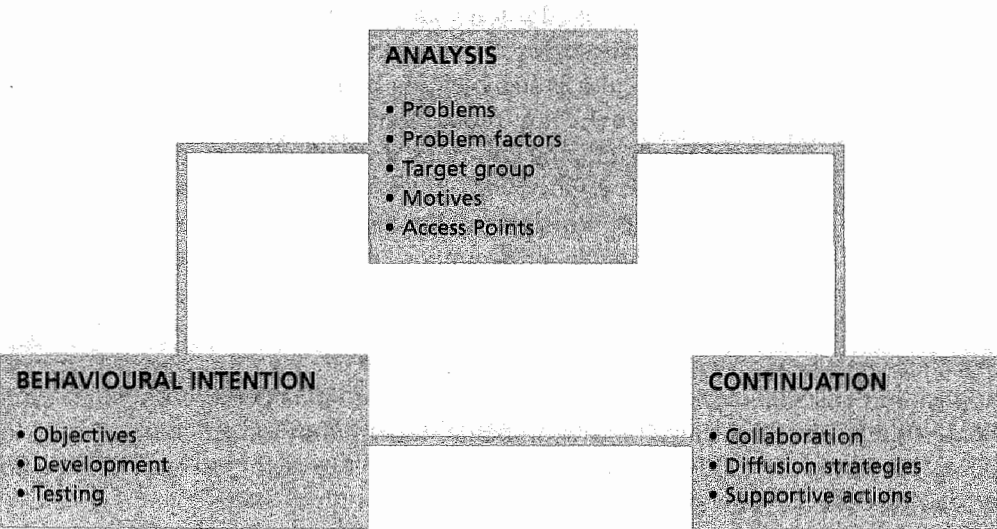 ANALYSIS
• Problems
• Problem factors
• Target group
• Motives
• Access Points
BEHAVIOURAL INTENTION
• Objectives
• Development
• Testing
CONTINUATION
• Collaboration
• Diffusion strategies
• Supportive actions